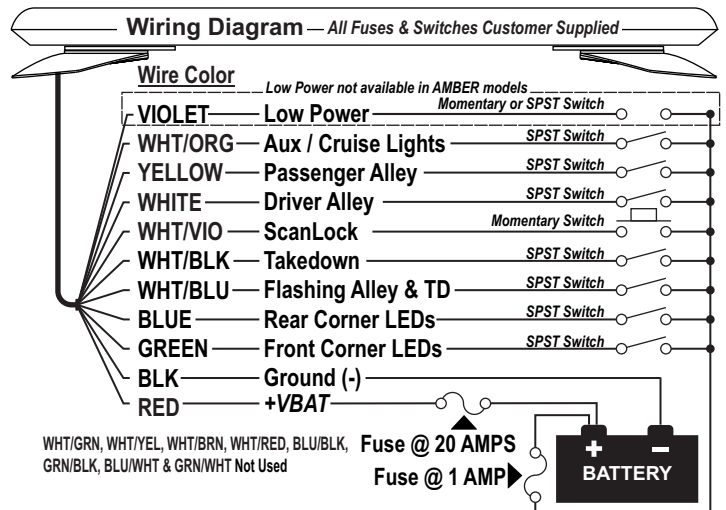 Wiring Diagram — All Fuses & Switches Customer Supplied
Wire Color
Low Power not available in AMBER models
VIOLET Low Power Momentary or SPST Switch
WHT/ORG Aux / Cruise Lights SPST Switch
YELLOW Passenger Alley SPST Switch
WHITE Driver Alley SPST Switch
WHT/VIO ScanLock Momentary Switch
WHT/BLK Takedown SPST Switch
WHT/BLU Flashing Alley & TD SPST Switch
BLUE Rear Corner LEDs SPST Switch
GREEN Front Corner LEDs SPST Switch
BLK Ground (-)
RED +VBAT
WHT/GRN, WHT/YEL, WHT/BRN, WHT/RED, BLU/BLK,
GRN/BLK, BLU/WHT & GRN/WHT Not Used
Fuse @ 20 AMPS
Fuse @ 1 AMP
+ –
BATTERY